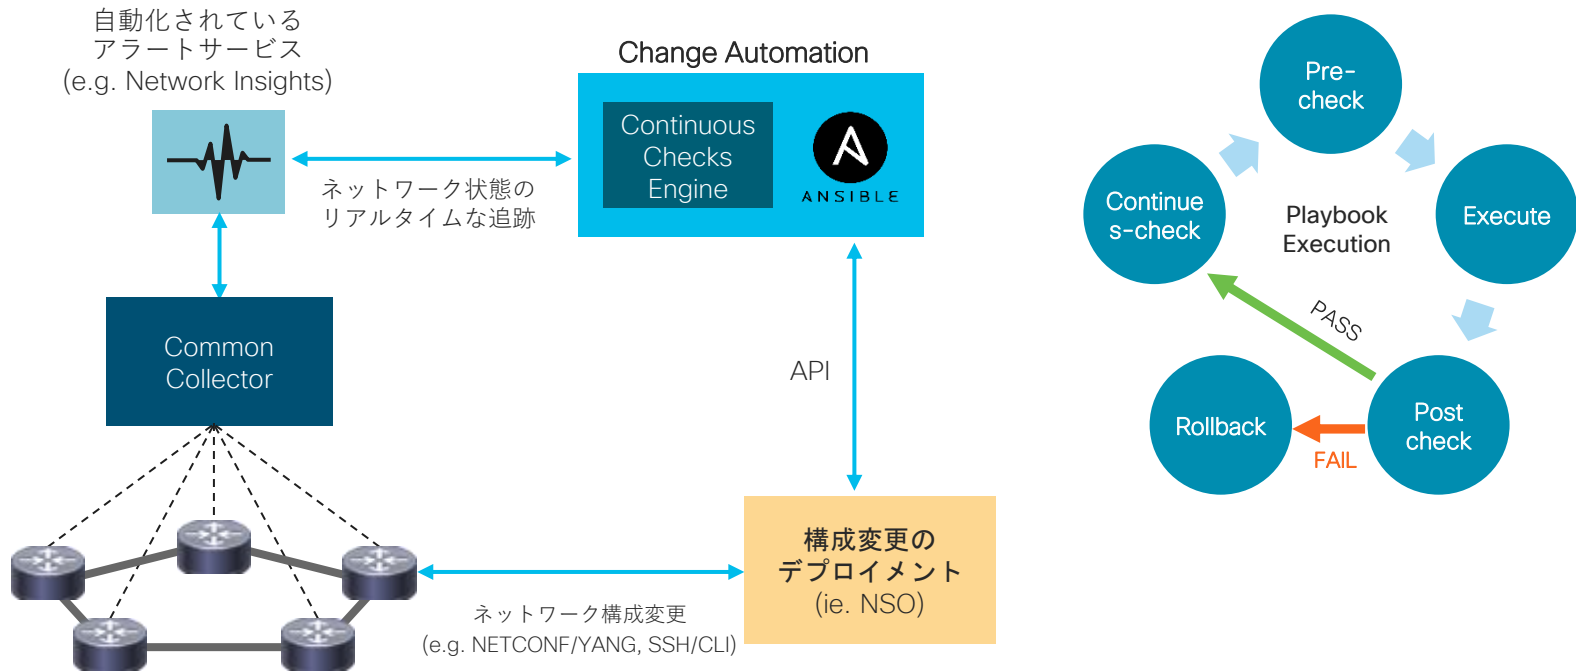 自動化されている
アラートサービス
(e.g. Network Insights)
Change Automation
Continuous
Checks
Engine
ANSIBLE
ネットワーク状態の
リアルタイムな追跡
Common
Collector
API
構成変更の
デプロイメント
(ie. NSO)
ネットワーク構成変更
(e.g. NETCONF/YANG, SSH/CLI)
Pre-
check
Continue
s-check
Playbook
Execution
Execute
PASS
Rollback
FAIL
Post
check